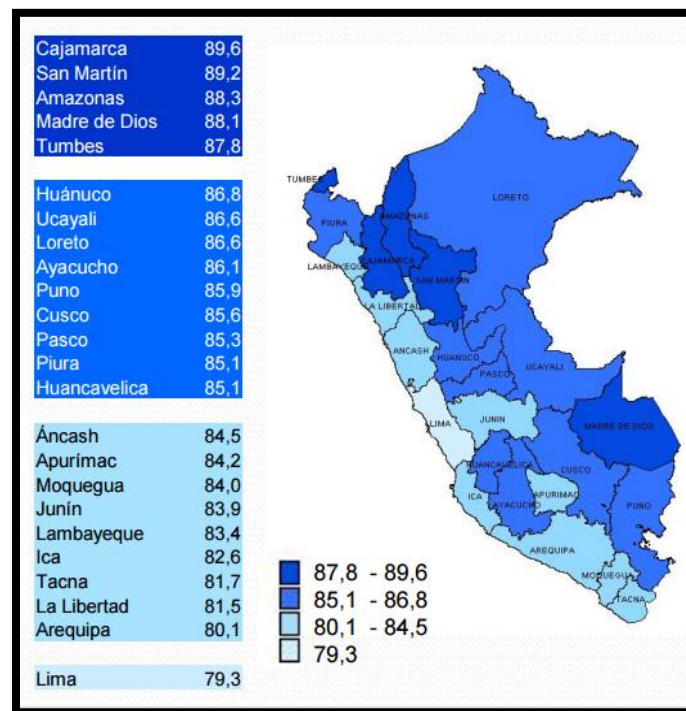 Cajamarca 89,6
San Martín 89,2
Amazonas 88,3
Madre de Dios 88,1
Tumbes 87,8
Huánuco 86,8
Ucayali 86,6
Loreto 86,6
Ayacucho 86,1
Puno 85,9
Cusco 85,6
Pasco 85,3
Piura 85,1
Huancavelica 85,1
Áncash 84,5
Apurímac 84,2
Moquegua 84,0
Junín 83,9
Lambayeque 83,4
Ica 82,6
Tacna 81,7
La Libertad 81,5
Arequipa 80,1
Lima 79,3
TUMBES
LORETO
PIURA
AMAZONAS
LAMBAYEQUE
CAJAMARCA
SAN MARTIN
LA LIBERTAD
ANCASH
HUANUCO
UCAYALI
PASCO
LIMA
JUNIN
MADRE DE DIOS
HUANCAVELICA
CUSCO
ICA
AYACUCHO
APURIMAC
PUNO
AREQUIPA
MOQUEGUA
TACNA
87,8 - 89,6
85,1 - 86,8
80,1 - 84,5
79,3